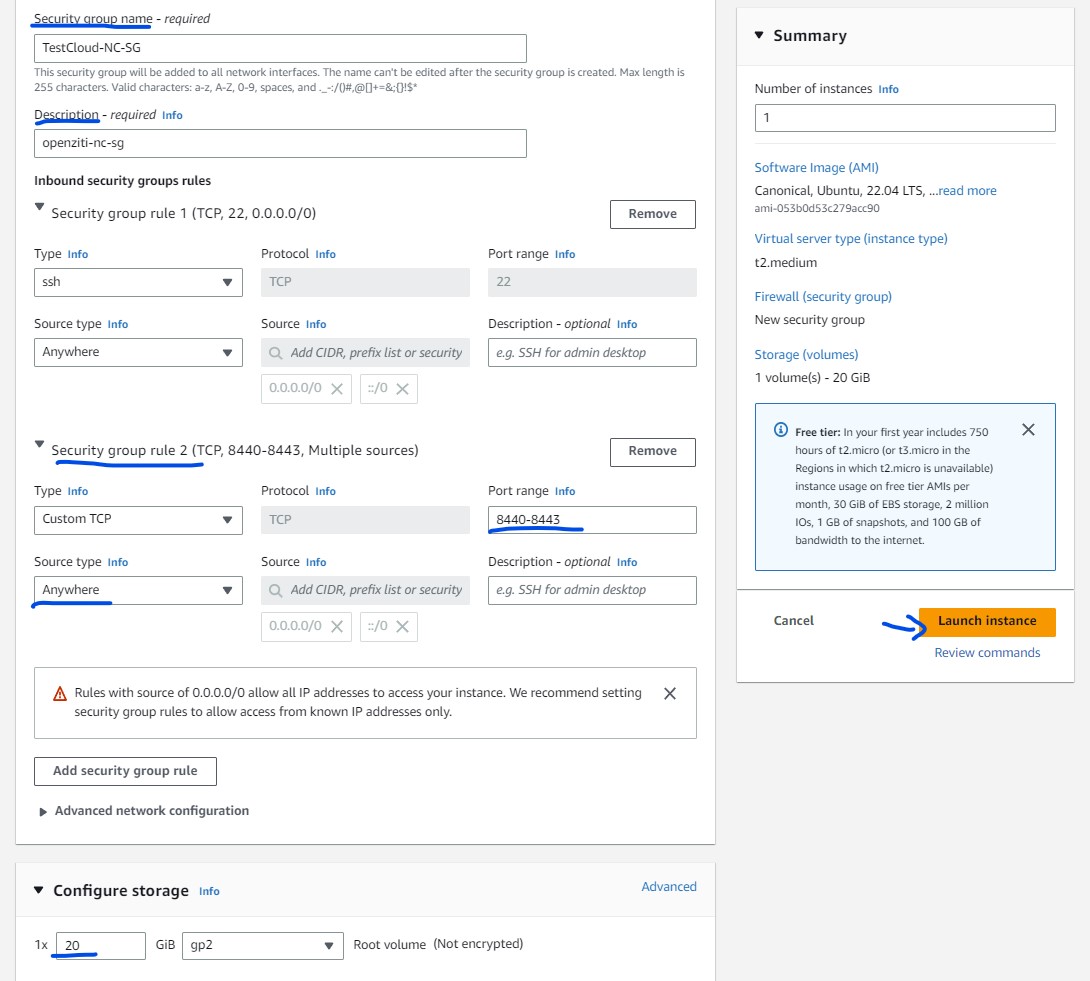 Security group name - required
TestCloud-NC-SG
This security group will be added to all network interfaces. The name can't be edited after the security group is created. Max length is
255 characters. Valid characters: a-z, A-Z, 0-9, spaces, and ._-:/()#,@[]+=&;{}!$*
Description - required Info
openziti-nc-sg
Inbound security groups rules
Security group rule 1 (TCP, 22, 0.0.0.0/0)
Remove
Type Info
Protocol Info
Port range Info
ssh
TCP
22
Source type Info
Source Info
Description - optional Info
Anywhere
Add CIDR, prefix list or security
e.g. SSH for admin desktop
0.0.0.0/0
::/0
Security group rule 2 (TCP, 8440-8443, Multiple sources)
Remove
Type Info
Protocol Info
Port range Info
Custom TCP
TCP
8440-8443
Source type Info
Source Info
Description - optional Info
Anywhere
Add CIDR, prefix list or security
e.g. SSH for admin desktop
0.0.0.0/0
::/0
Rules with source of 0.0.0.0/0 allow all IP addresses to access your instance. We recommend setting
security group rules to allow access from known IP addresses only.
Add security group rule
Advanced network configuration
Configure storage Info
Advanced
1x
20
GiB
gp2
Root volume (Not encrypted)
Summary
Number of instances Info
1
Software Image (AMI)
Canonical, Ubuntu, 22.04 LTS, ...read more
ami-053b0d53c279acc90
Virtual server type (instance type)
t2.medium
Firewall (security group)
New security group
Storage (volumes)
1 volume(s) - 20 GiB
Free tier: In your first year includes 750
hours of t2.micro (or t3.micro in the
Regions in which t2.micro is unavailable)
instance usage on free tier AMIs per
month, 30 GiB of EBS storage, 2 million
IOs, 1 GB of snapshots, and 100 GB of
bandwidth to the internet.
Cancel
Launch instance
Review commands